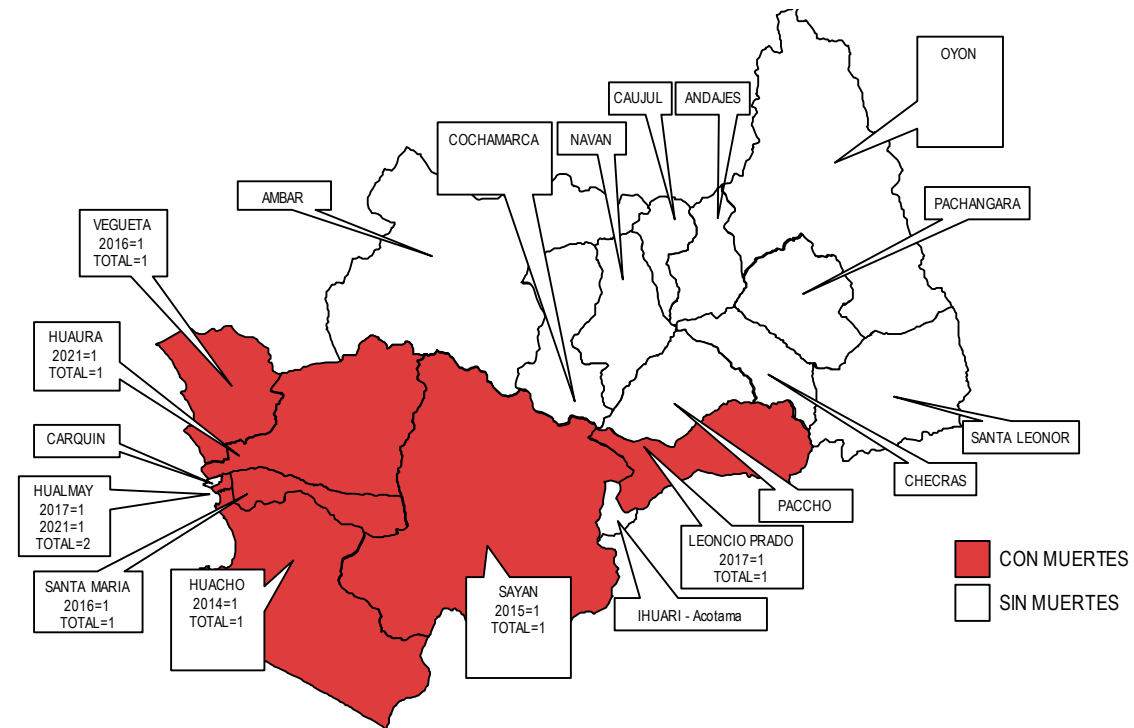 OYON
CAUJUL
ANDAJES
COCHAMARCA
NAVAN
AMBAR
PACHANGARA
VEGUETA
2016=1
TOTAL=1
HUAURA
2021=1
TOTAL=1
CARQUIN
HUALMAY
2017=1
2021=1
TOTAL=2
SANTA MARIA
2016=1
TOTAL=1
HUACHO
2014=1
TOTAL=1
SAYAN
2015=1
TOTAL=1
IHUARI - Acotama
LEONCIO PRADO
2017=1
TOTAL=1
PACCHO
CHECRAS
SANTA LEONOR
CON MUERTES
SIN MUERTES